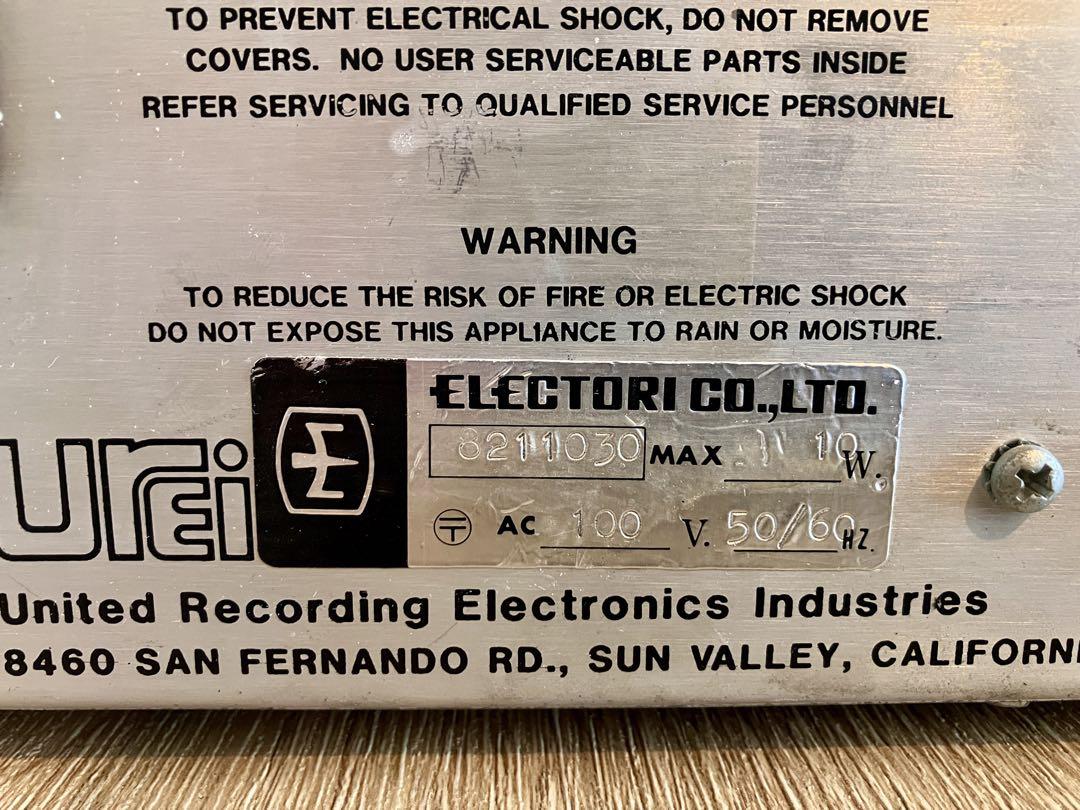 TO PREVENT ELECTRICAL SHOCK, DO NOT REMOVE
COVERS. NO USER SERVICEABLE PARTS INSIDE
REFER SERVICING TO QUALIFIED SERVICE PERSONNEL
WARNING
TO REDUCE THE RISK OF FIRE OR ELECTRIC SHOCK
DO NOT EXPOSE THIS APPLIANCE TO RAIN OR MOISTURE.
ELECTORI CO.,LTD.
8211030 MAX 10 W.
〒 AC 100 V. 50/60 HZ.
UREi
United Recording Electronics Industries
8460 SAN FERNANDO RD., SUN VALLEY, CALIFORNI